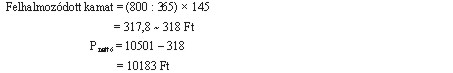 Felhalmozódott kamat = (800 : 365) × 145
= 317,8 ~ 318 Ft
P nettó = 10501 – 318
= 10183 Ft